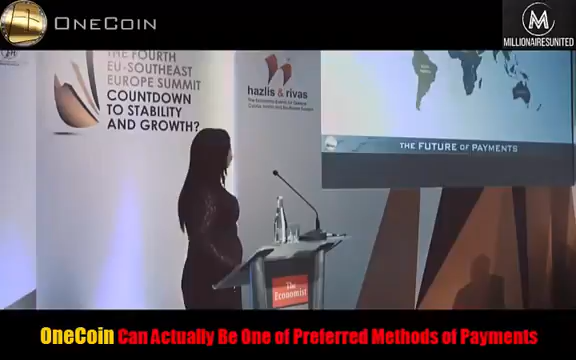 OneCoin
MILLIONAIRESUNITED
THE FOURTH
EU-SOUTHEAST
EUROPE SUMMIT
COUNTDOWN
TO STABILITY
AND GROWTH?
hazlis & rivas
THE FUTURE OF PAYMENTS
The
Economist
OneCoin Can Actually Be One of Preferred Methods of Payments